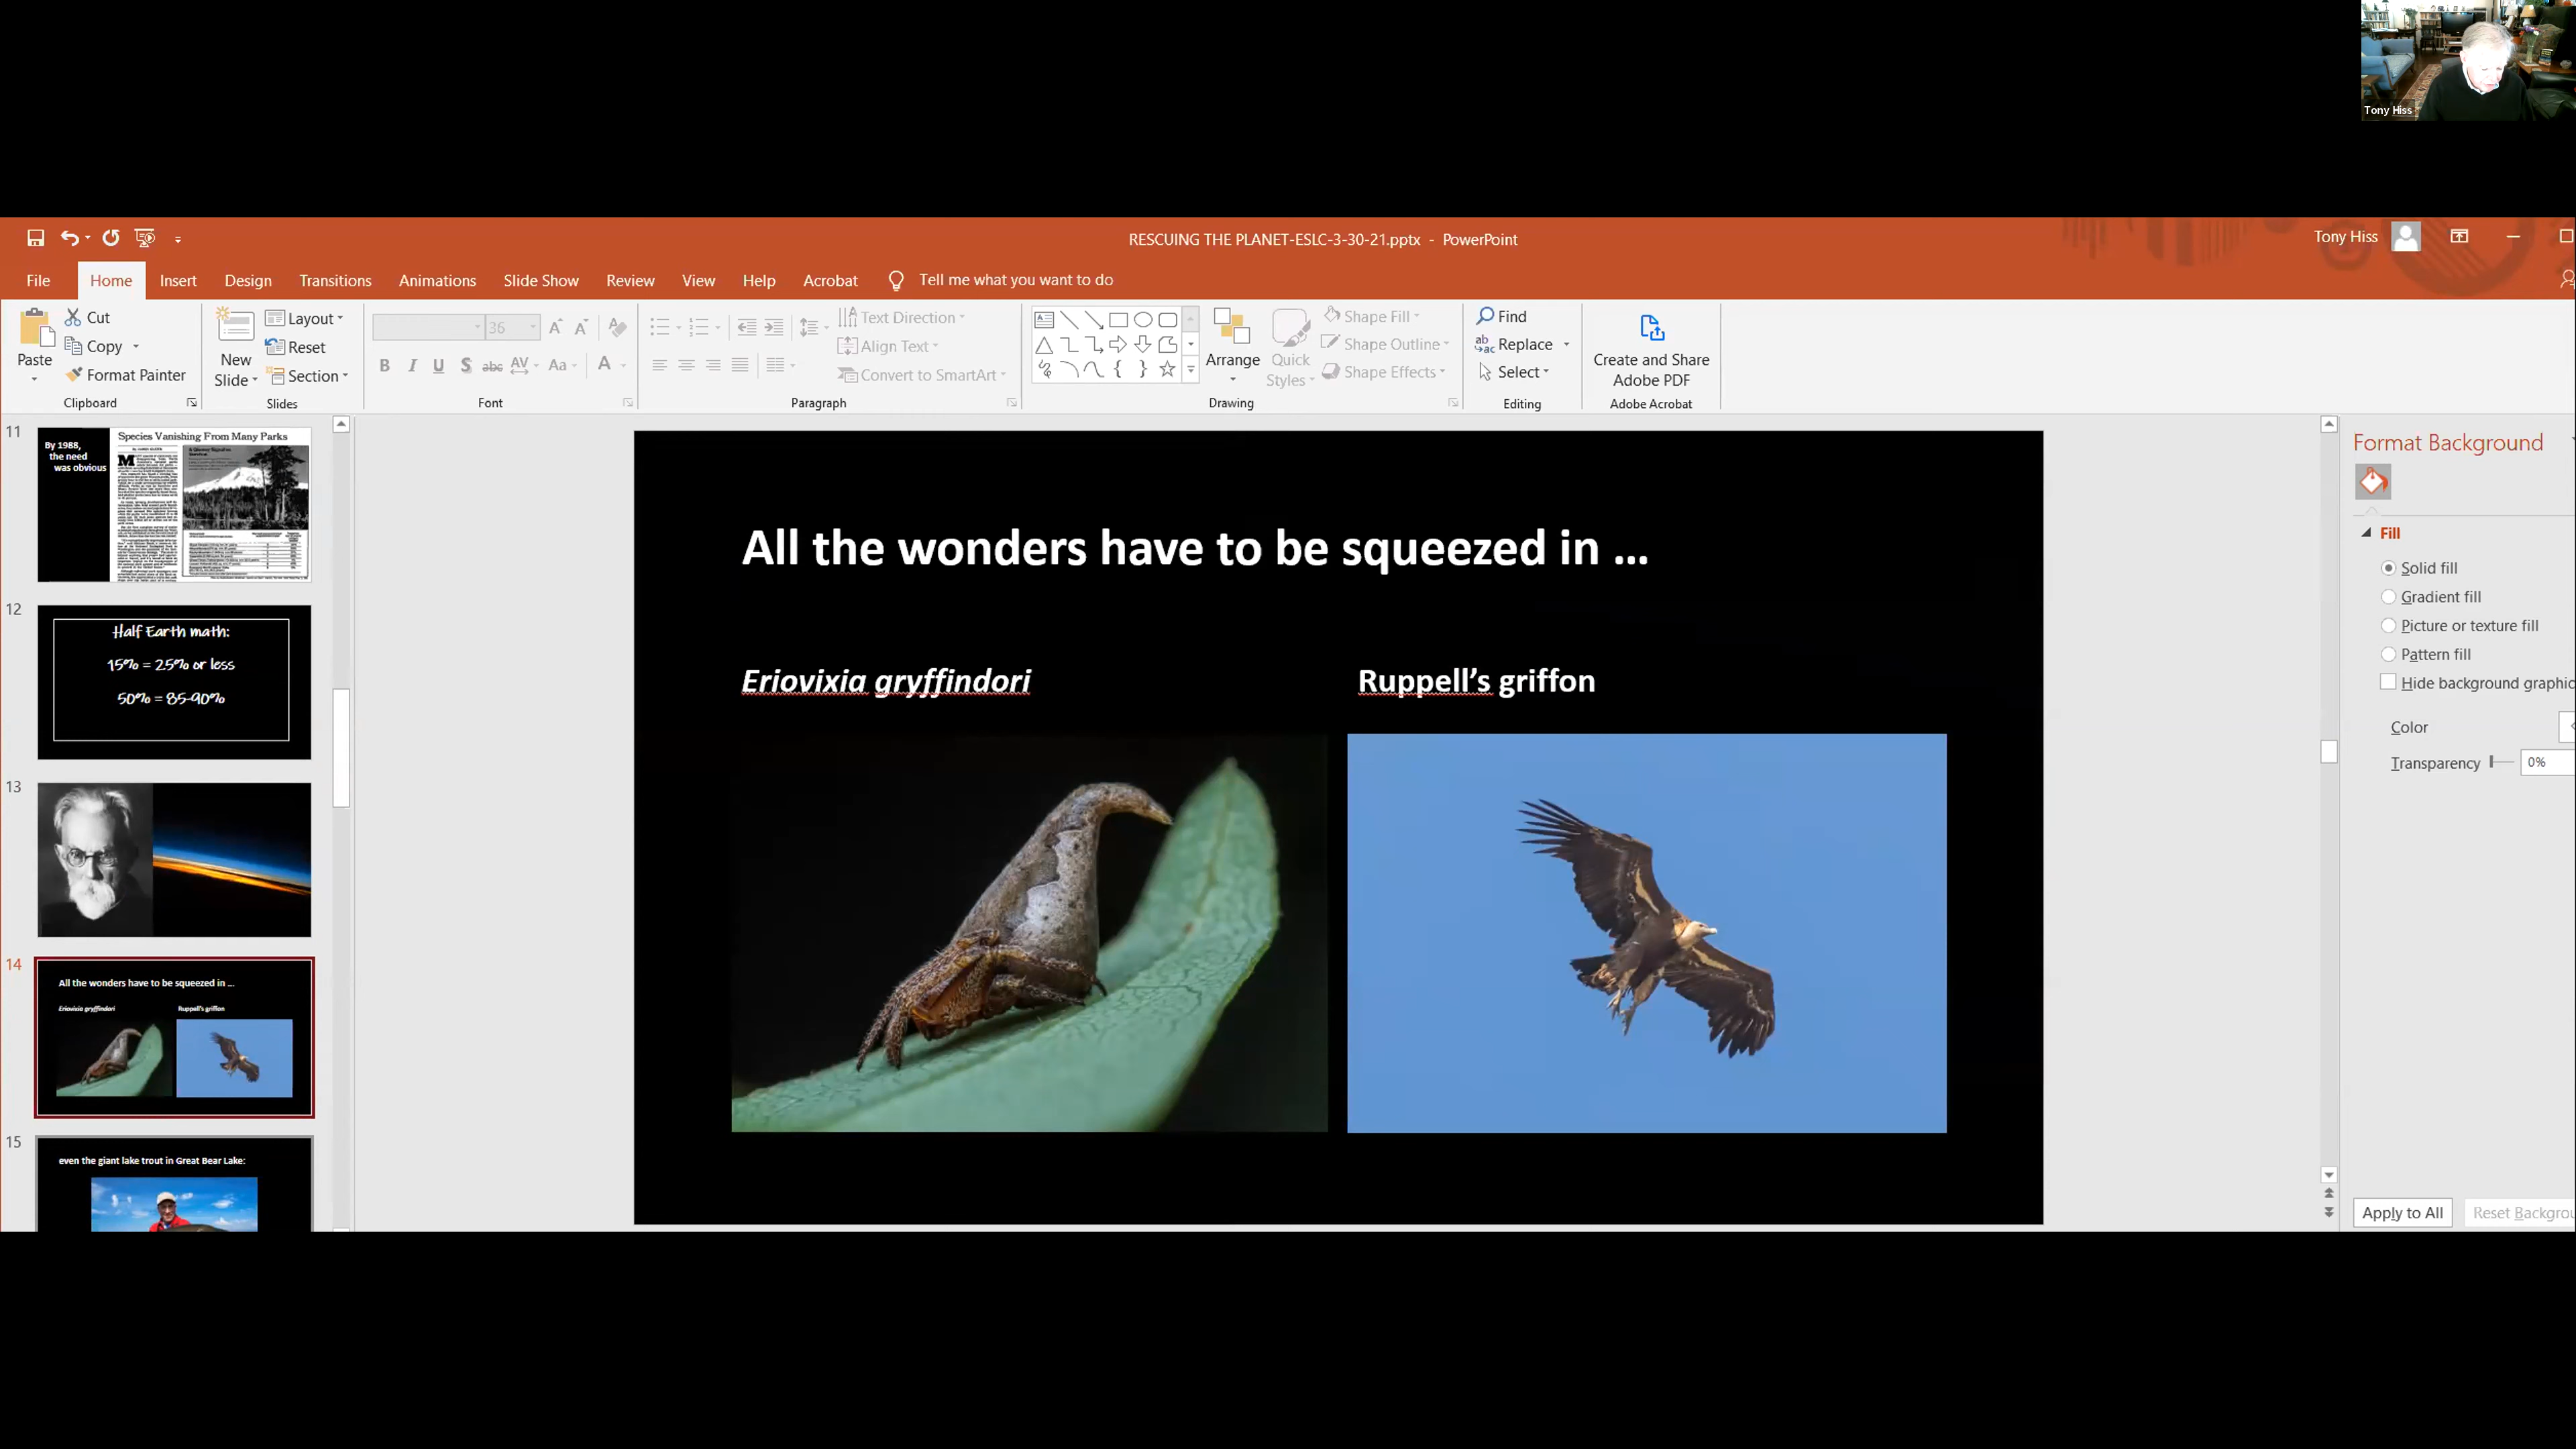 Tony Hiss
RESCUING THE PLANET-ESLC-3-30-21.pptx - PowerPoint
Tony Hiss
File Home Insert Design Transitions Animations Slide Show Review View Help Acrobat Tell me what you want to do
Paste
Cut
Copy
Format Painter
Clipboard
New
Slide
Layout
Reset
Section
Slides
36
B I U S abc AV Aa A
Font
Text Direction
Align Text
Convert to SmartArt
Paragraph
Arrange
Quick
Styles
Shape Fill
Shape Outline
Shape Effects
Drawing
Find
Replace
Select
Editing
Create and Share
Adobe PDF
Adobe Acrobat
11
By 1988,
the need
was obvious
Species Vanishing From Many Parks
12
Half Earth math:
15% = 25% or less
50% = 85-90%
13
14
All the wonders have to be squeezed in ...
Eriovixia gryffindori
Ruppell's griffon
15
even the giant lake trout in Great Bear Lake:
All the wonders have to be squeezed in ...
Eriovixia gryffindori
Ruppell’s griffon
Format Background
Fill
Solid fill
Gradient fill
Picture or texture fill
Pattern fill
Hide background graphic
Color
Transparency 0%
Apply to All
Reset Backgrou